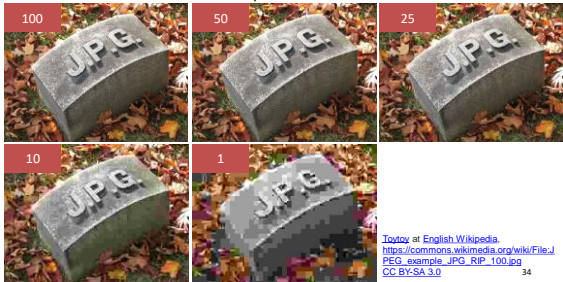 100
50
25
J.P.G.
J.P.G.
J.P.G.
10
1
J.P.G.
J.P.G.
Toytoy at English Wikipedia,
https://commons.wikimedia.org/wiki/File:J
PEG_example_JPG_RIP_100.jpg
CC BY-SA 3.0
34